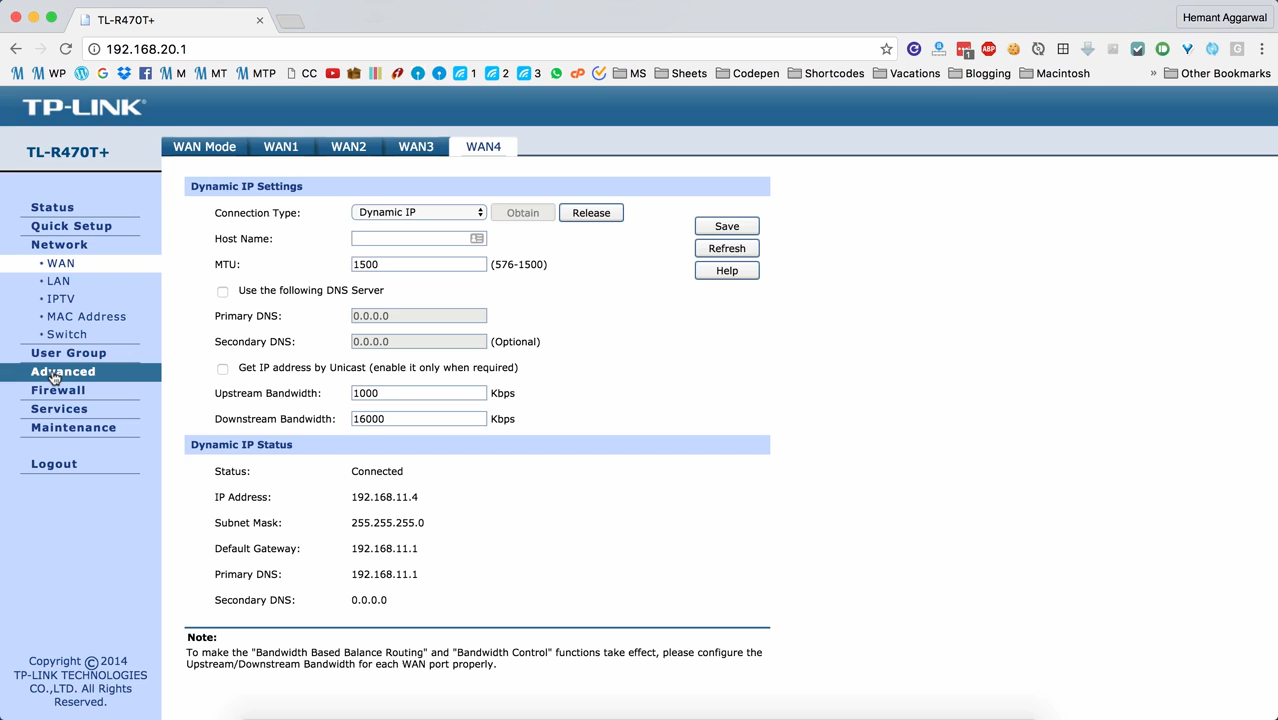 TL-R470T+
Hemant Aggarwal
192.168.20.1
1
ABP
G
WP
M
MT
MTP
CC
1
2
3
MS
Sheets
Codepen
Shortcodes
Vacations
Blogging
Macintosh
»
Other Bookmarks
TP-LINK
TL-R470T+
WAN Mode
WAN1
WAN2
WAN3
WAN4
Status
Quick Setup
Network
• WAN
• LAN
• IPTV
• MAC Address
• Switch
User Group
Advanced
Firewall
Services
Maintenance
Logout
Copyright © 2014
TP-LINK TECHNOLOGIES
CO.,LTD. All Rights
Reserved.
Dynamic IP Settings
Connection Type: Dynamic IP Obtain Release
Host Name:
MTU: 1500 (576-1500)
Use the following DNS Server
Primary DNS: 0.0.0.0
Secondary DNS: 0.0.0.0 (Optional)
Get IP address by Unicast (enable it only when required)
Upstream Bandwidth: 1000 Kbps
Downstream Bandwidth: 16000 Kbps
Save
Refresh
Help
Dynamic IP Status
Status: Connected
IP Address: 192.168.11.4
Subnet Mask: 255.255.255.0
Default Gateway: 192.168.11.1
Primary DNS: 192.168.11.1
Secondary DNS: 0.0.0.0
Note:
To make the "Bandwidth Based Balance Routing" and "Bandwidth Control" functions take effect, please configure the
Upstream/Downstream Bandwidth for each WAN port properly.